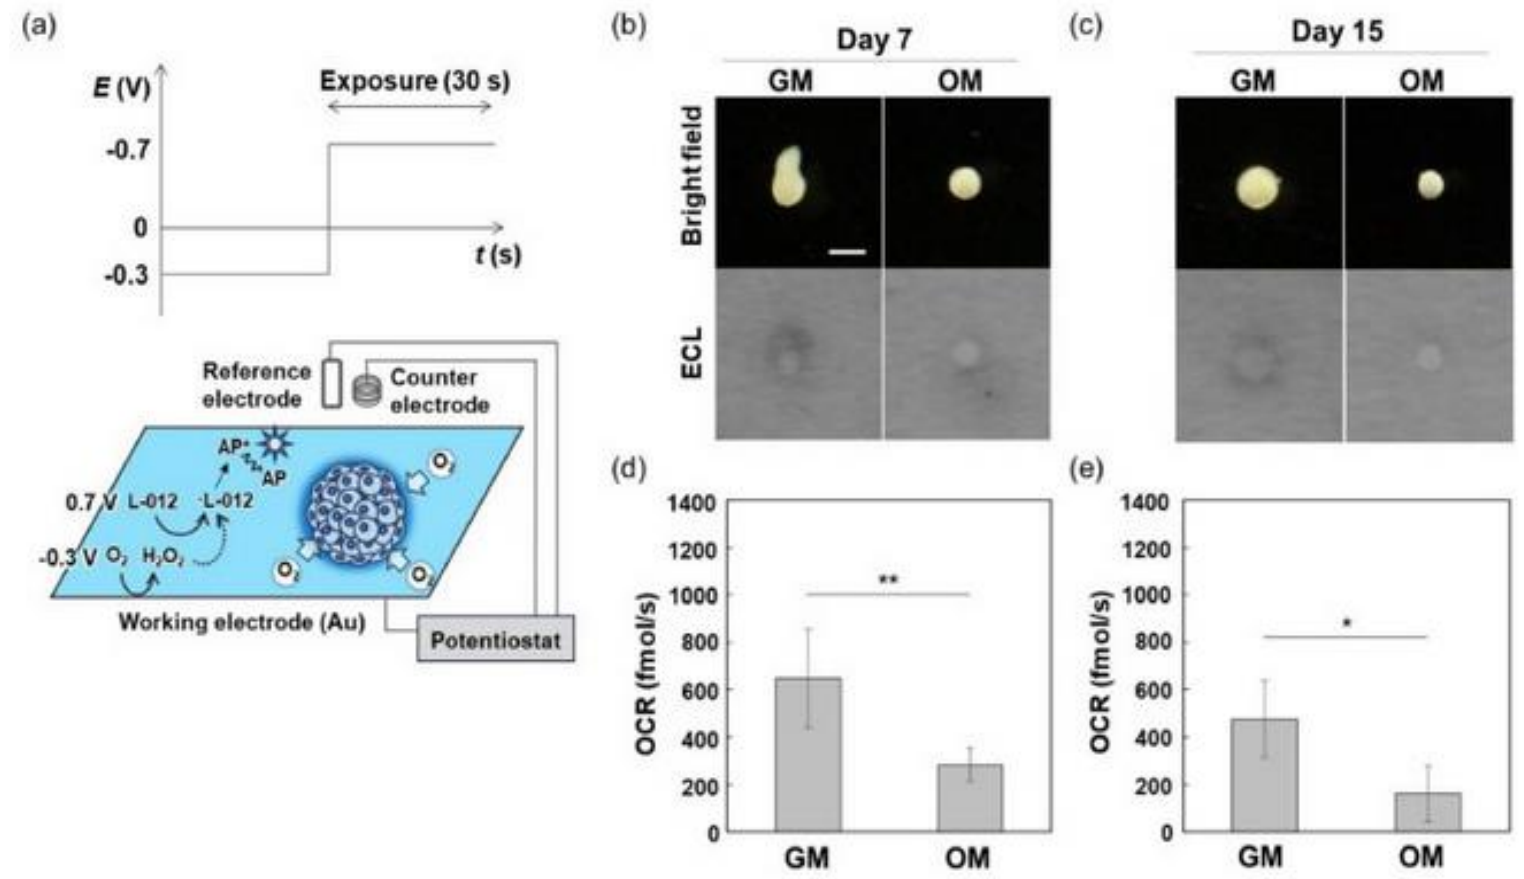 (a)
E (V)
Exposure (30 s)
-0.7
0
t (s)
-0.3
Reference
electrode
Counter
electrode
AP*
AP
0.7 V L-012 ·L-012
-0.3 V O₂ H₂O₂
O₂
O₂
O₂
Working electrode (Au)
Potentiostat
(b)
Day 7
GM OM
Bright field
ECL
(c)
Day 15
GM OM
(d)
1400
1200
1000
800
600
400
200
0
OCR (fmol/s)
**
GM OM
(e)
1400
1200
1000
800
600
400
200
0
OCR (fmol/s)
*
GM OM